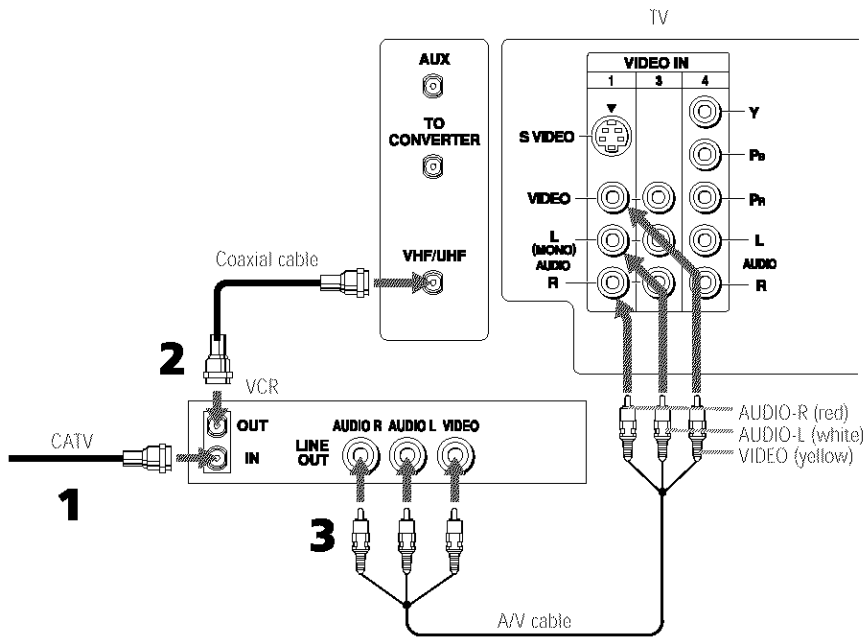 TV
AUX
TO
CONVERTER
VHF/UHF
VIDEO IN
1 3 4
S VIDEO
Y
PB
VIDEO
PR
L
(MONO)
AUDIO
R
L
AUDIO
R
Coaxial cable
2
VCR
OUT
IN
CATV
1
LINE
OUT
AUDIO R AUDIO L VIDEO
3
AUDIO-R (red)
AUDIO-L (white)
VIDEO (yellow)
A/V cable